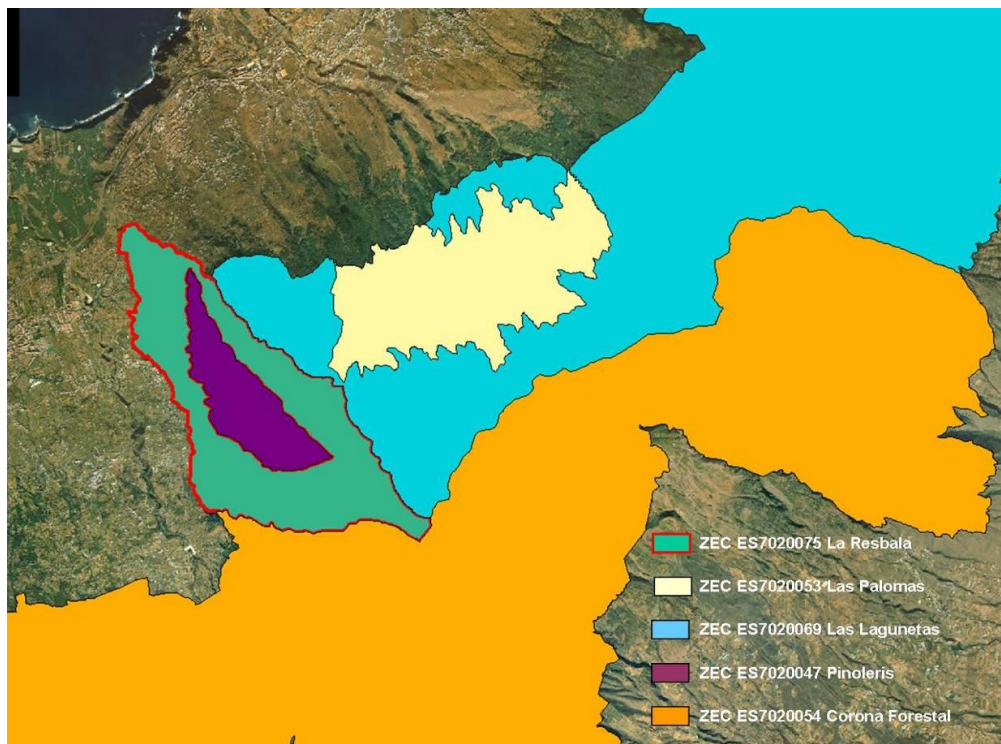 ZEC ES7020075 La Resbala
ZEC ES7020053 Las Palomas
ZEC ES7020069 Las Lagunetas
ZEC ES7020047 Pinoleris
ZEC ES7020054 Corona Forestal